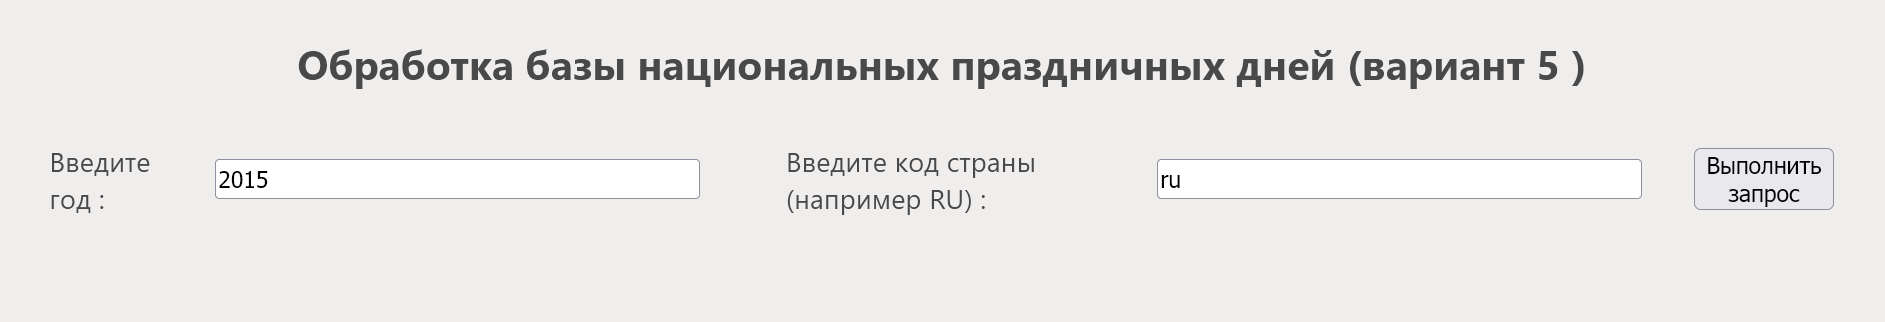 Обработка базы национальных праздничных дней (вариант 5 )
Введите
год :
2015
Введите код страны
(например RU) :
ru
Выполнить
запрос